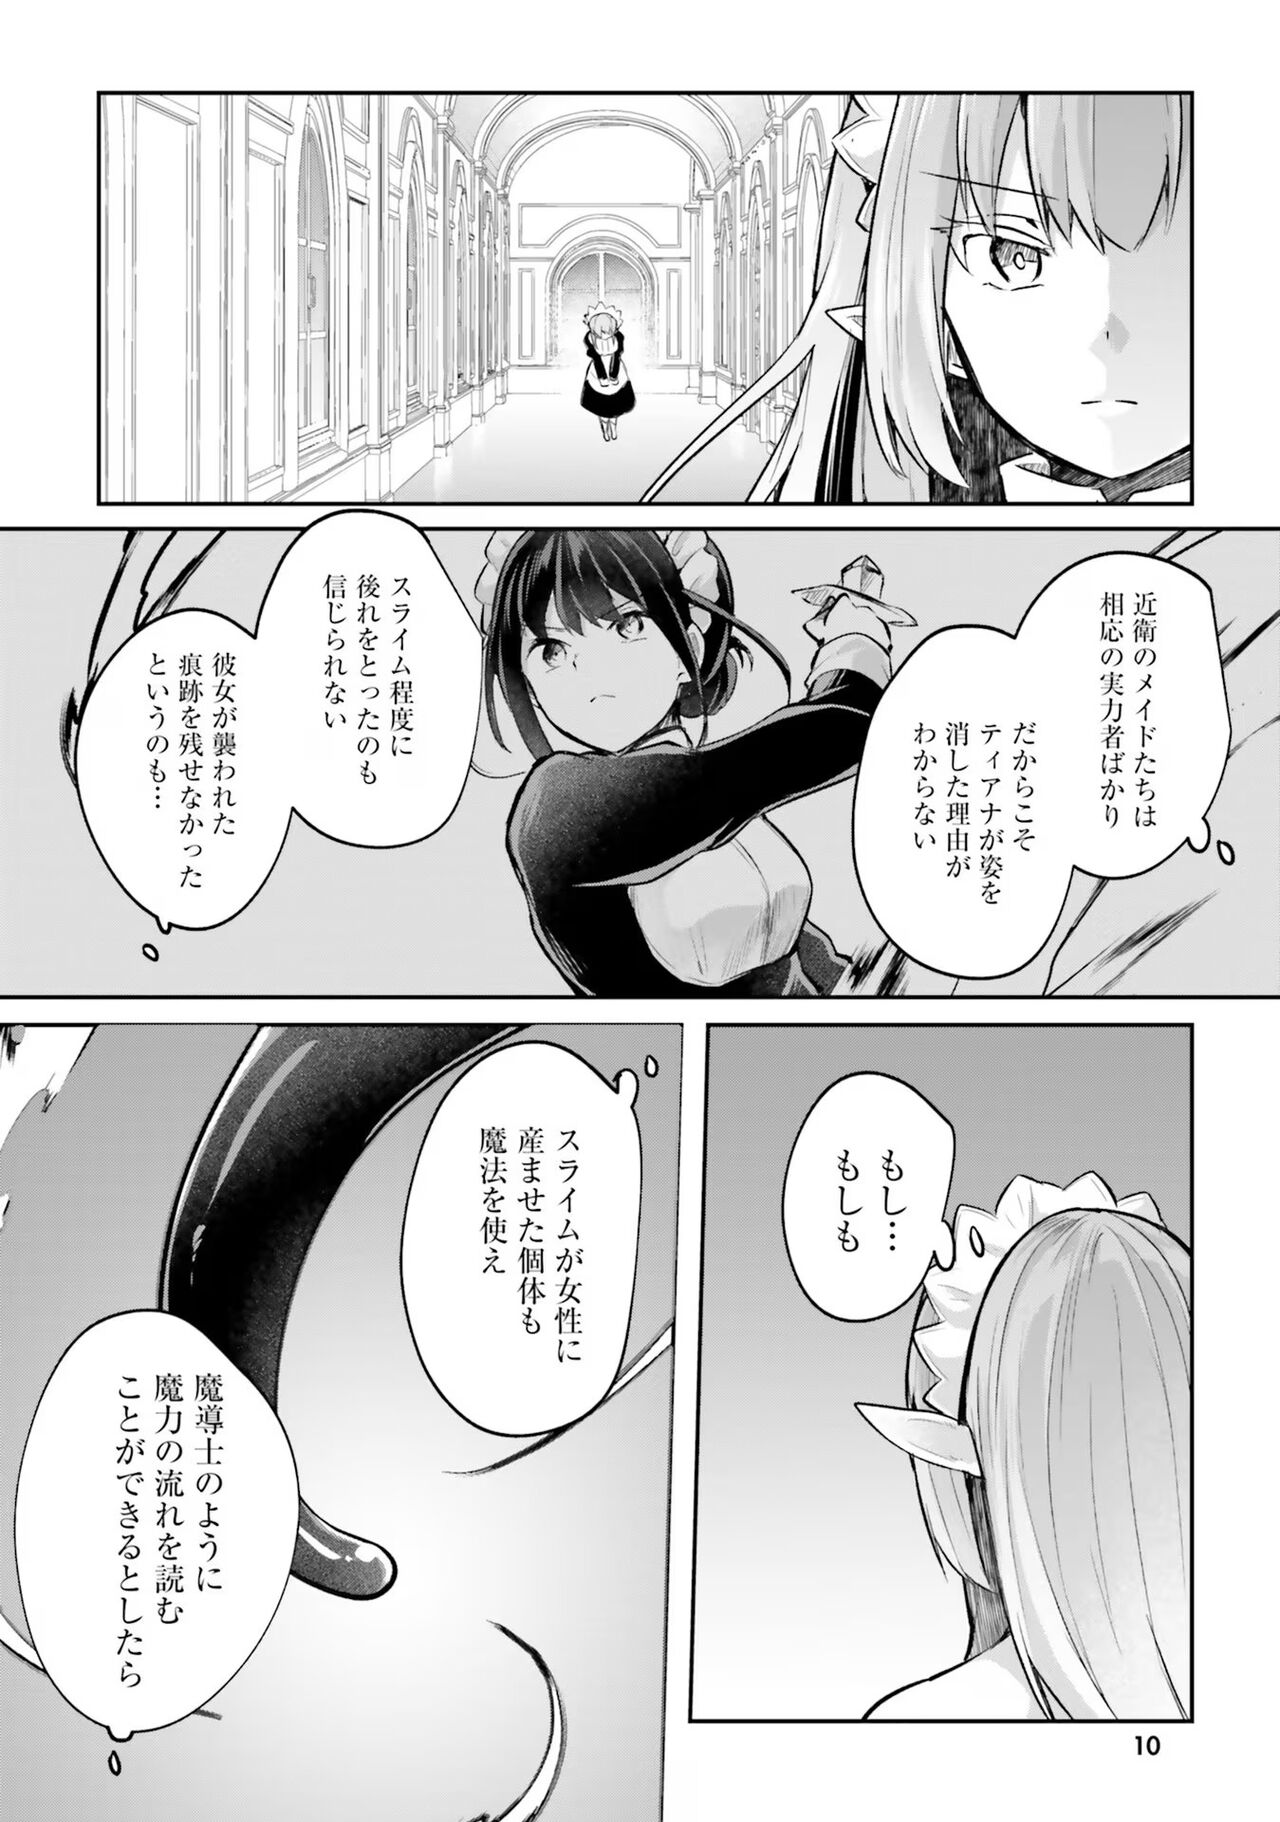 近衛のメイドたちは
相応の実力者ばかり
だからこそ
ティアナが姿を
消した理由が
わからない
スライム程度に
後れをとったのも
信じられない
彼女が襲われた
痕跡を残せなかった
というのも…
もし…
もしも
スライムが女性に
産ませた個体も
魔法を使え
魔導士のように
魔力の流れを読む
ことができるとしたら
10